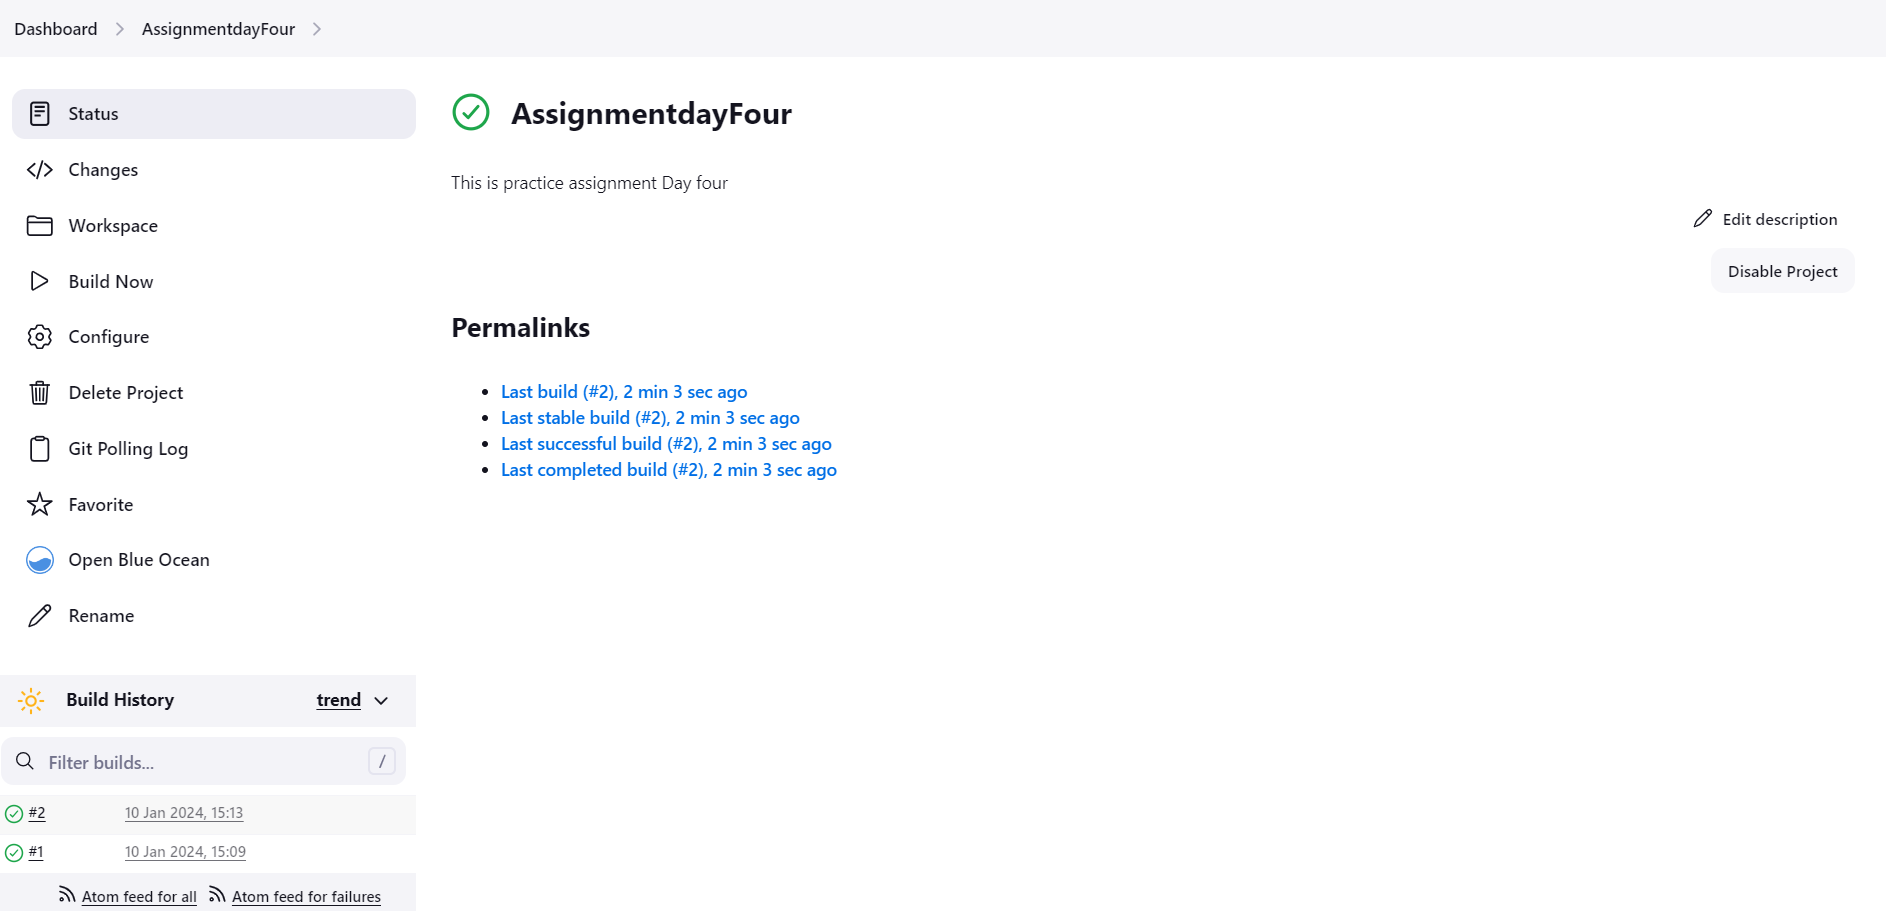 Dashboard
AssignmentdayFour
Status
Changes
Workspace
Build Now
Configure
Delete Project
Git Polling Log
Favorite
Open Blue Ocean
Rename
Build History trend
Filter builds... /
#2 10 Jan 2024, 15:13
#1 10 Jan 2024, 15:09
Atom feed for all Atom feed for failures
AssignmentdayFour
This is practice assignment Day four
Edit description
Disable Project
Permalinks
Last build (#2), 2 min 3 sec ago
Last stable build (#2), 2 min 3 sec ago
Last successful build (#2), 2 min 3 sec ago
Last completed build (#2), 2 min 3 sec ago